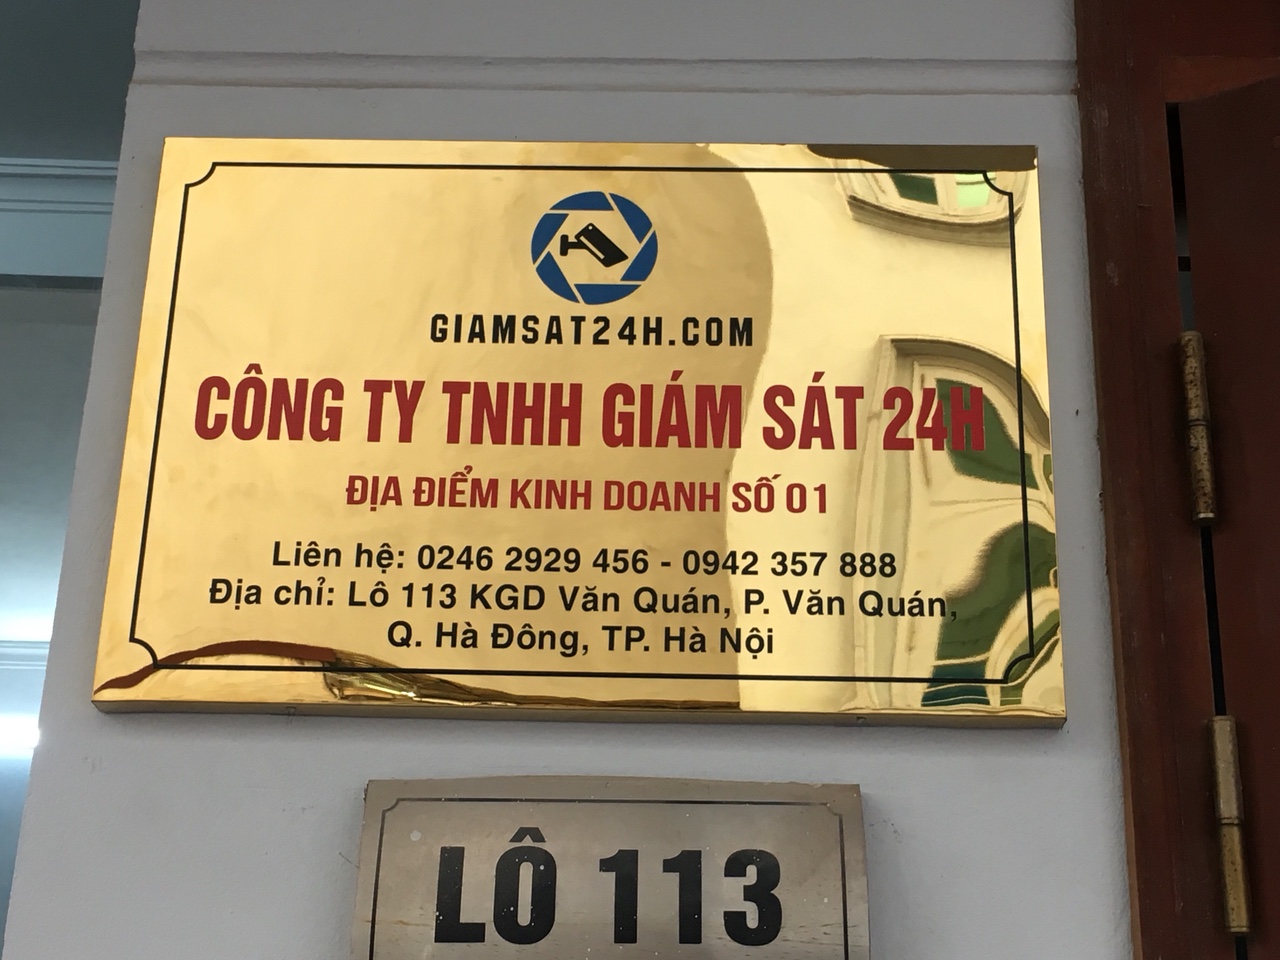 GIAMSAT24H.COM
CÔNG TY TNHH GIÁM SÁT 24H
ĐỊA ĐIỂM KINH DOANH SỐ 01
Liên hệ: 0246 2929 456 - 0942 357 888
Địa chỉ: Lô 113 KGD Văn Quán, P. Văn Quán,
Q. Hà Đông, TP. Hà Nội
LÔ 113